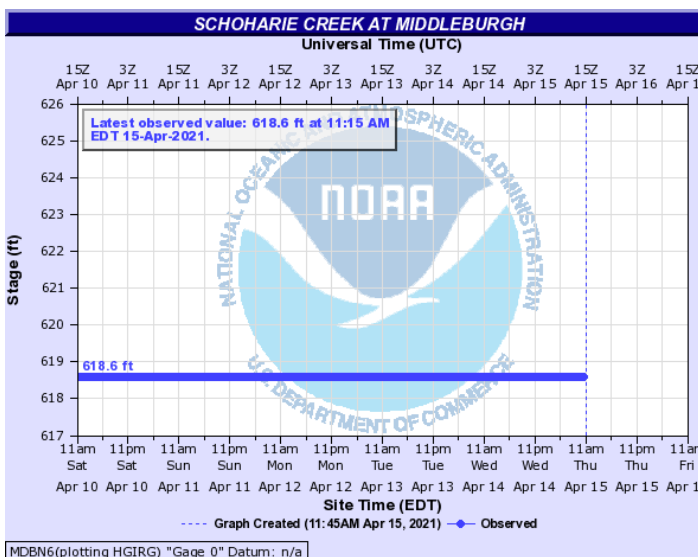 SCHOHARIE CREEK AT MIDDLEBURGH
Universal Time (UTC)
15Z 3Z 15Z 3Z 15Z 3Z 15Z 3Z 15Z 3Z 15Z 3Z 15Z
Apr 10 Apr 11 Apr 11 Apr 12 Apr 12 Apr 13 Apr 13 Apr 14 Apr 14 Apr 15 Apr 15 Apr 16 Apr 1
626
Latest observed value: 618.6 ft at 11:15 AM
EDT 15-Apr-2021.
625
624
623
622
621
620
619
618
617
Stage (ft)
NATIONAL OCEANIC AND ATMOSPHERIC ADMINISTRATION
NOAA
U.S. DEPARTMENT OF COMMERCE
618.6 ft
11am 11pm 11am 11pm 11am 11pm 11am 11pm 11am 11pm 11am 11pm 11a
Sat Sat Sun Sun Mon Mon Tue Tue Wed Wed Thu Thu Fri
Apr 10 Apr 10 Apr 11 Apr 11 Apr 12 Apr 12 Apr 13 Apr 13 Apr 14 Apr 14 Apr 15 Apr 15 Apr 1
Site Time (EDT)
Graph Created (11:45AM Apr 15, 2021) Observed
MDBN6(plotting HGIRG) "Gage 0" Datum: n/a